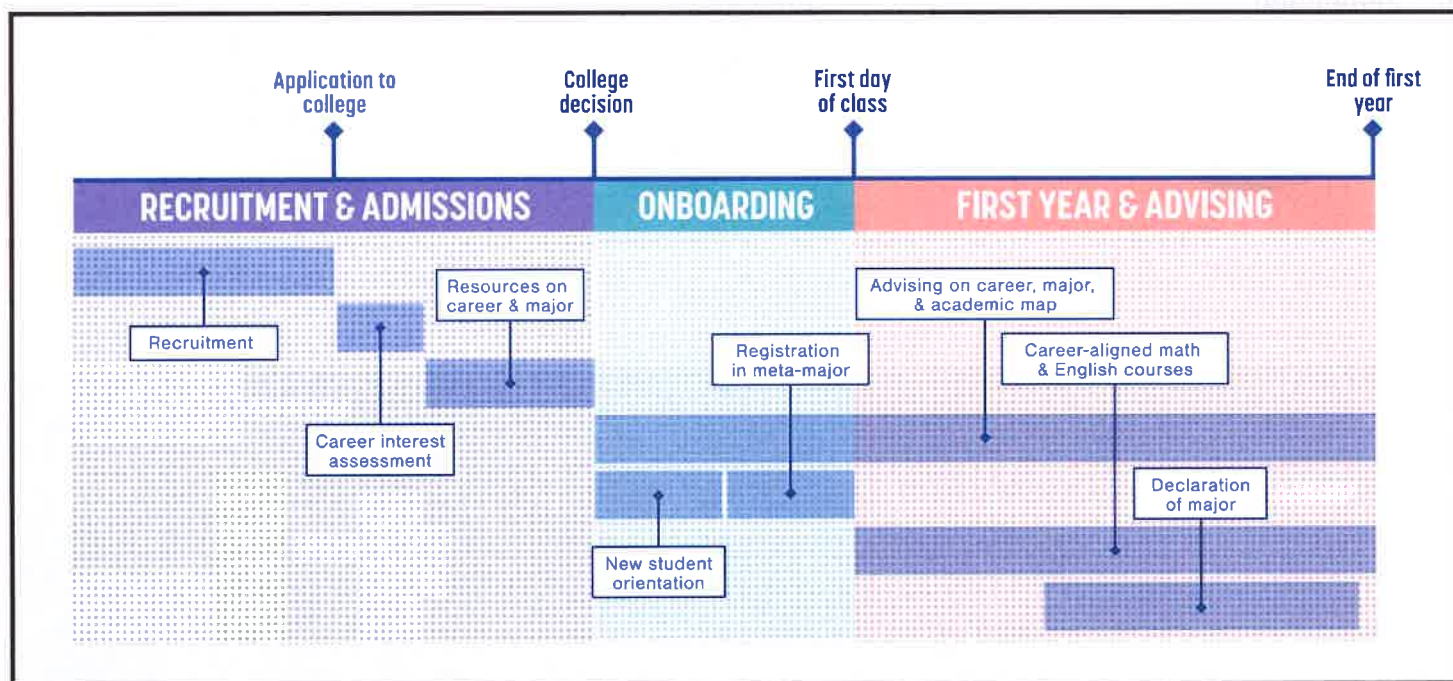 Application to
college
College
decision
First day
of class
End of first
year
RECRUITMENT & ADMISSIONS
ONBOARDING
FIRST YEAR & ADVISING
Recruitment
Career interest
assessment
Resources on
career & major
Registration
in meta-major
New student
orientation
Advising on career, major,
& academic map
Career-aligned math
& English courses
Declaration
of major